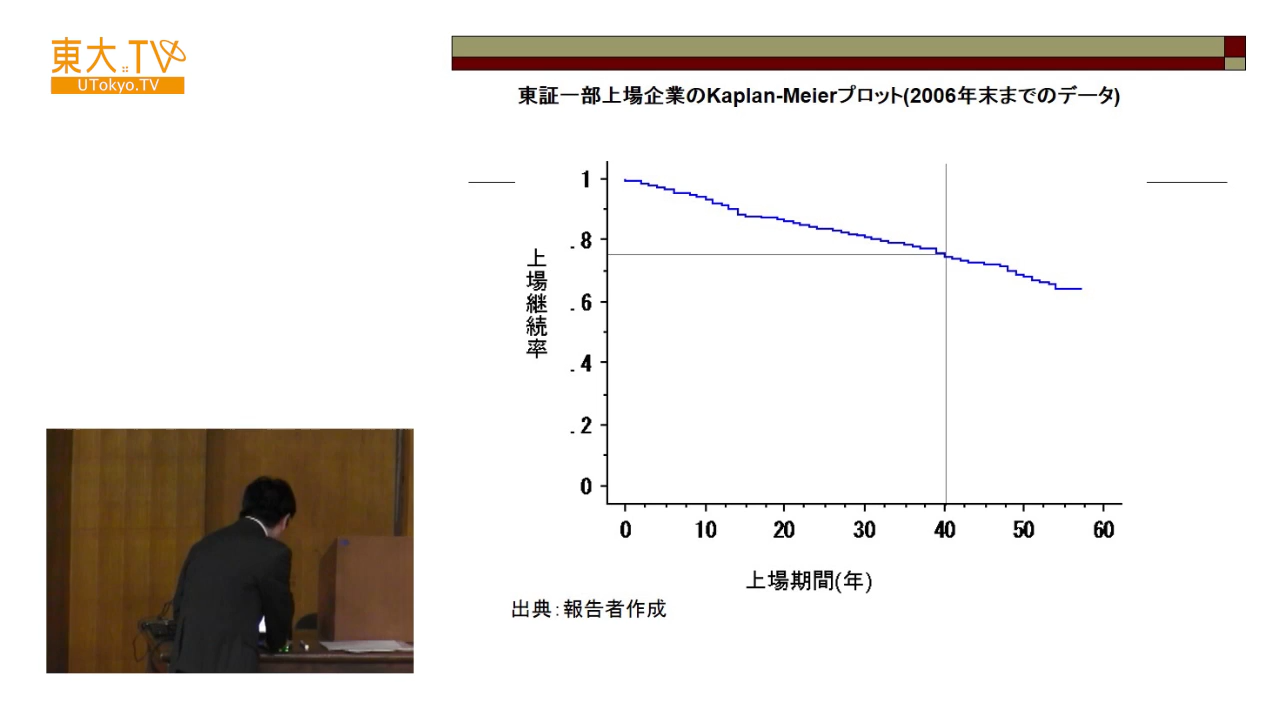 東大.TV
UTokyo.TV
東証一部上場企業のKaplan-Meierプロット(2006年末までのデータ)
1
.8
.6
.4
.2
0
上場継続率
0 10 20 30 40 50 60
上場期間(年)
出典:報告者作成